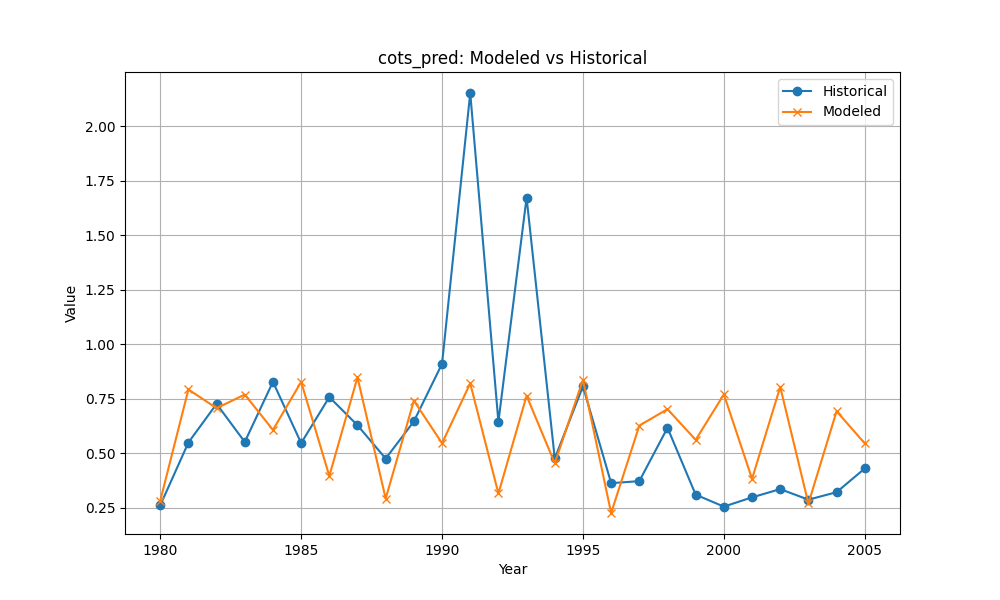 cots_pred: Modeled vs Historical
Historical
Modeled
Value
2.00
1.75
1.50
1.25
1.00
0.75
0.50
0.25
1980 1985 1990 1995 2000 2005
Year